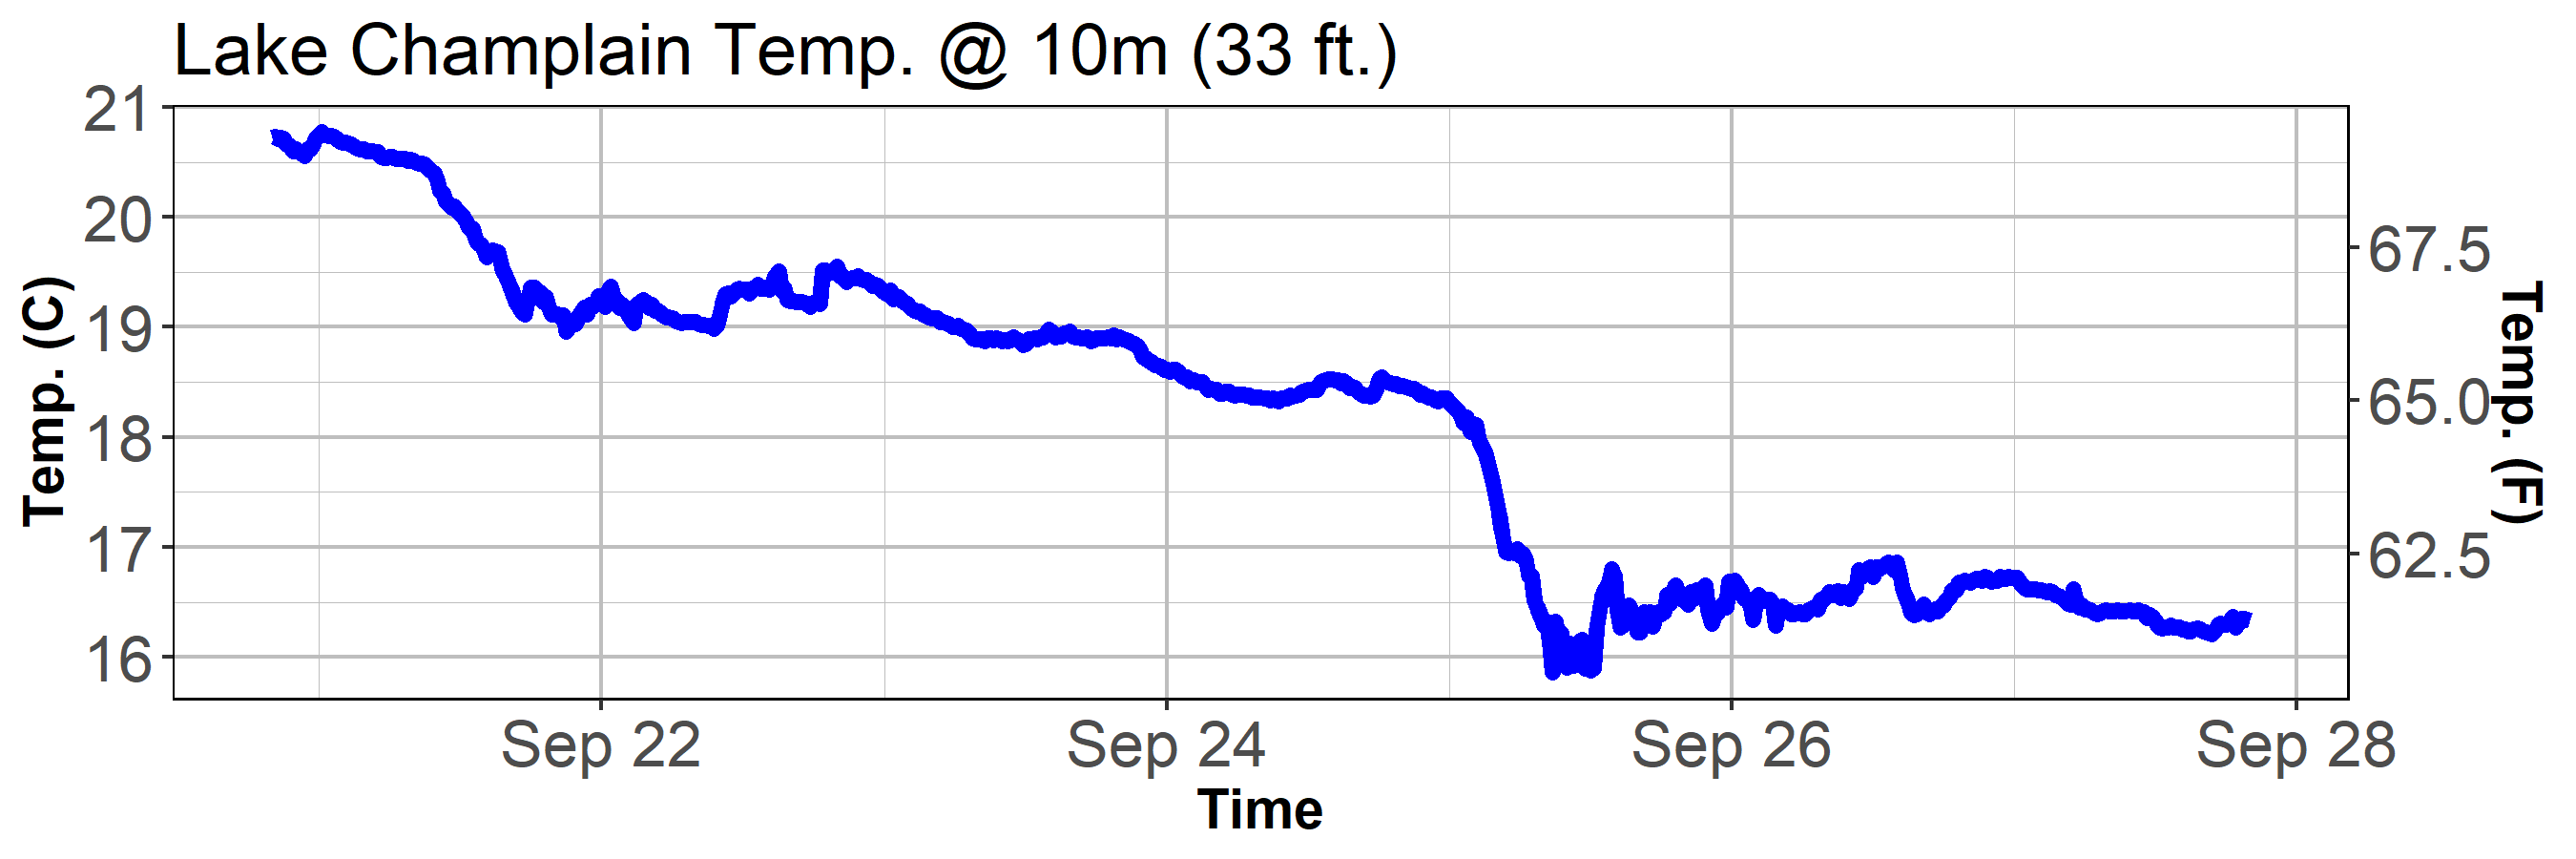 Lake Champlain Temp. @ 10m (33 ft.)
21
20
19
18
17
16
Temp. (C)
67.5
65.0
62.5
Temp. (F)
Sep 22
Sep 24
Sep 26
Sep 28
Time